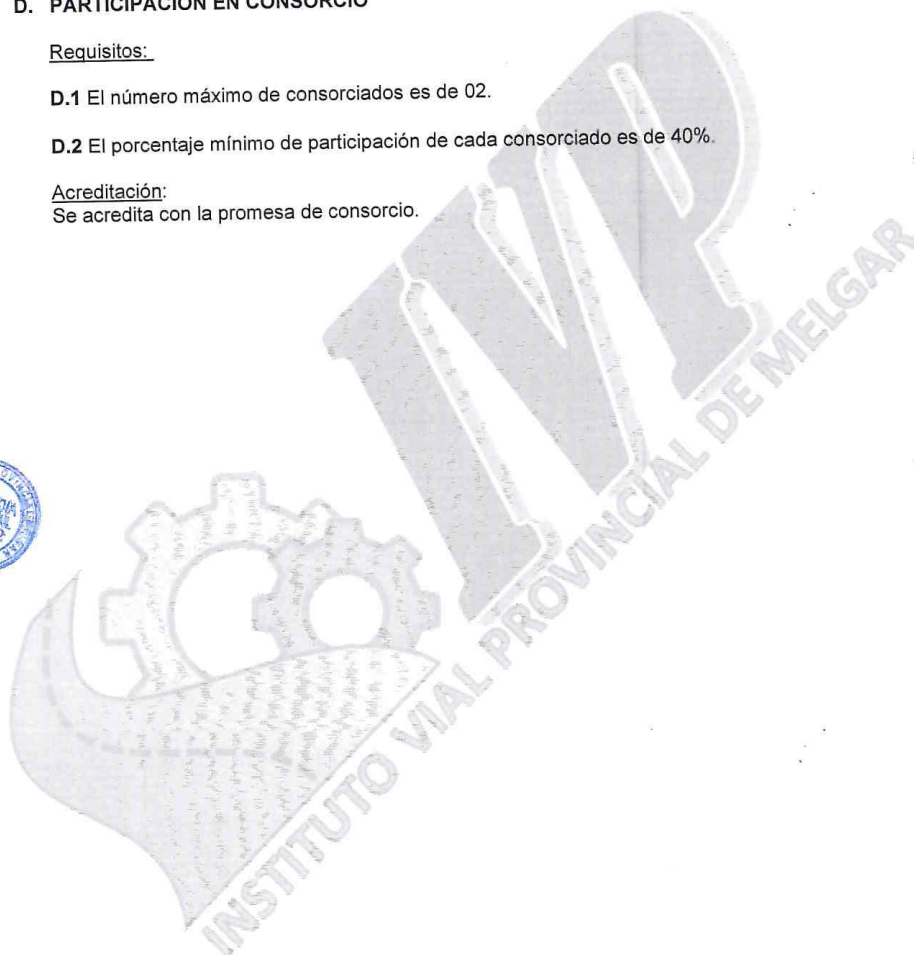 D. PARTICIPACIÓN EN CONSORCIO
Requisitos:
D.1 El número máximo de consorciados es de 02.
D.2 El porcentaje mínimo de participación de cada consorciado es de 40%.
Acreditación:
Se acredita con la promesa de consorcio.
IVP
INSTITUTO VIAL PROVINCIAL DE MELGAR